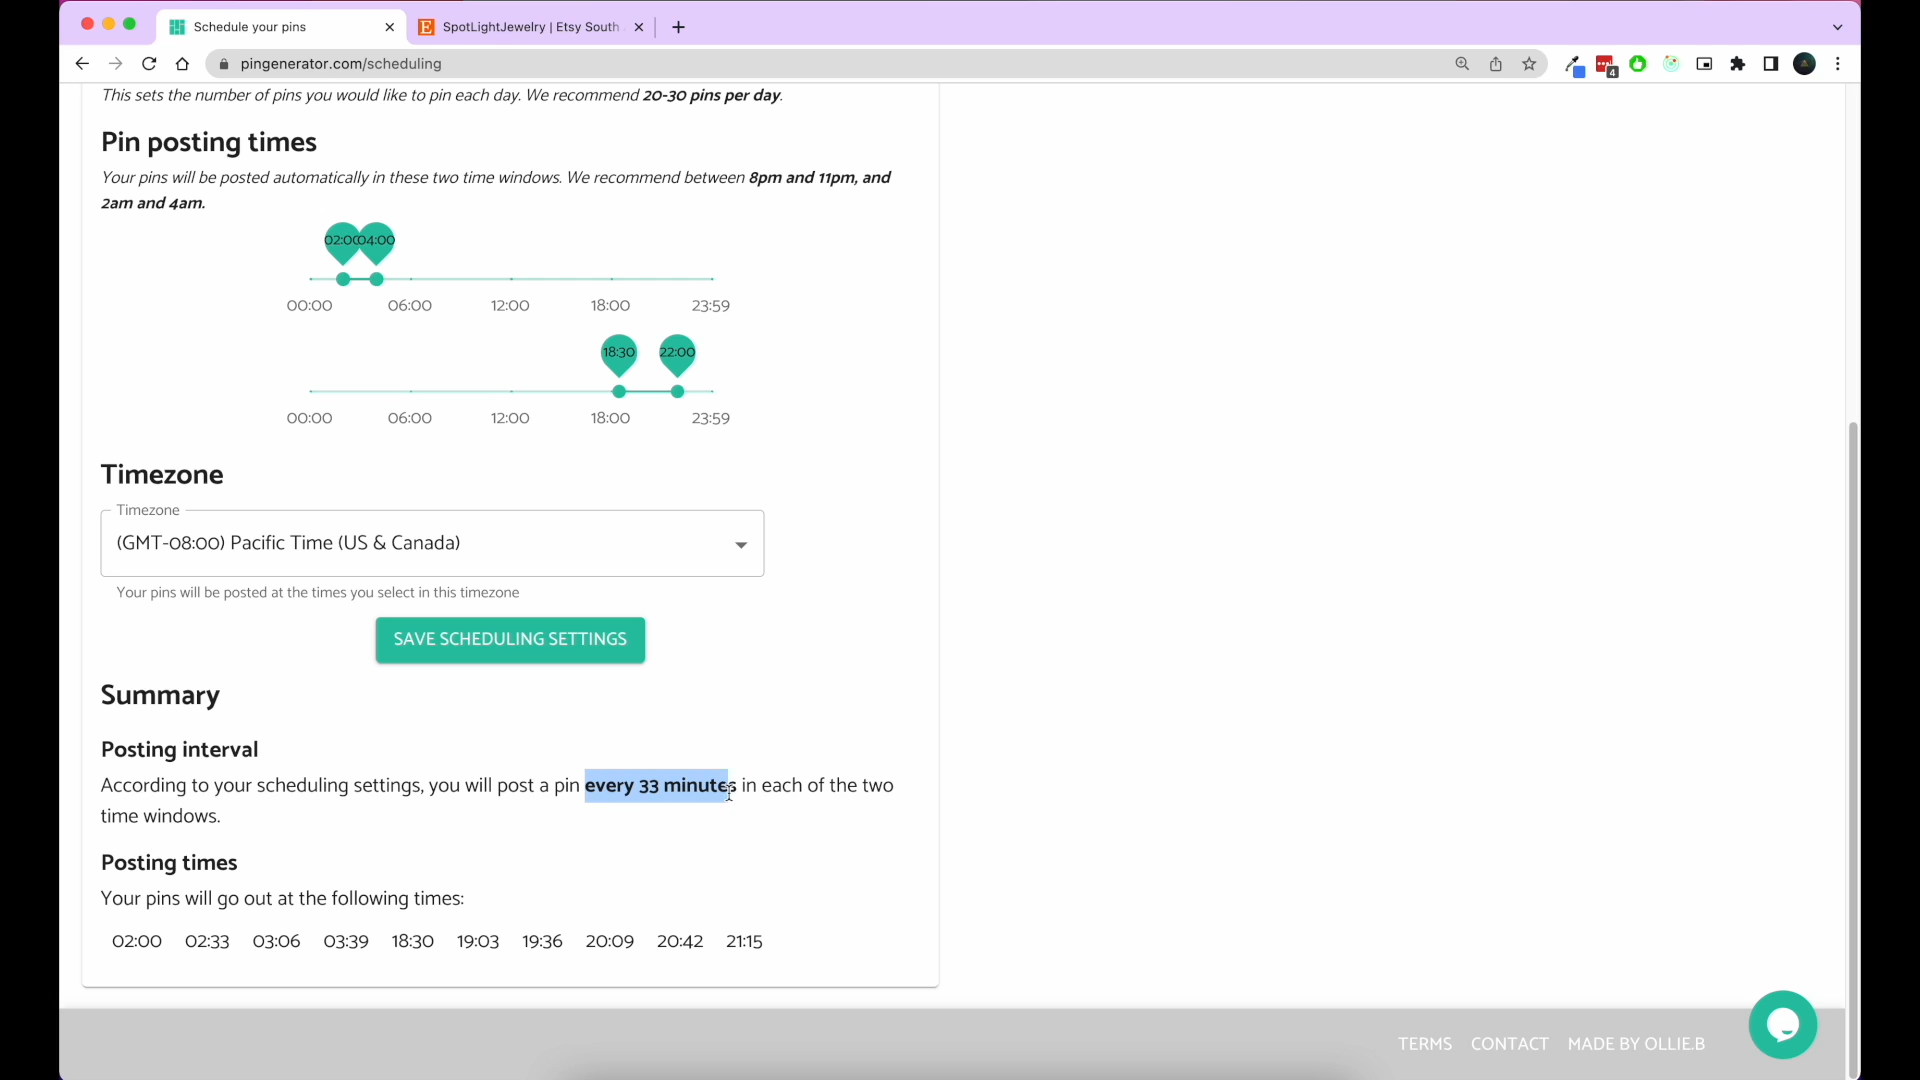 Schedule your pins
SpotLightJewelry | Etsy South
pingenerator.com/scheduling
4
This sets the number of pins you would like to pin each day. We recommend 20-30 pins per day.
Pin posting times
Your pins will be posted automatically in these two time windows. We recommend between 8pm and 11pm, and
2am and 4am.
02:00 04:00
00:00 06:00 12:00 18:00 23:59
18:30 22:00
00:00 06:00 12:00 18:00 23:59
Timezone
Timezone
(GMT-08:00) Pacific Time (US & Canada)
Your pins will be posted at the times you select in this timezone
SAVE SCHEDULING SETTINGS
Summary
Posting interval
According to your scheduling settings, you will post a pin every 33 minutes in each of the two
time windows.
Posting times
Your pins will go out at the following times:
02:00 02:33 03:06 03:39 18:30 19:03 19:36 20:09 20:42 21:15
TERMS CONTACT MADE BY OLLIE.B